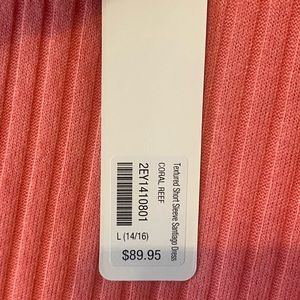 Textured Short Sleeve Santiago Dress
CORAL REEF
2EY1410801
L (14/16)
$89.95